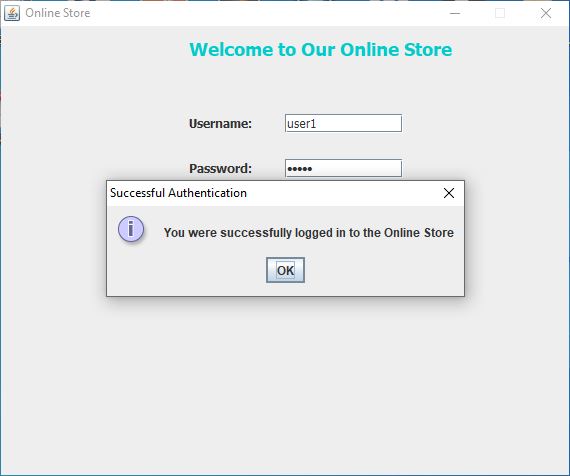 Online Store
Welcome to Our Online Store
Username: user1
Password: •••••
Successful Authentication
You were successfully logged in to the Online Store
OK